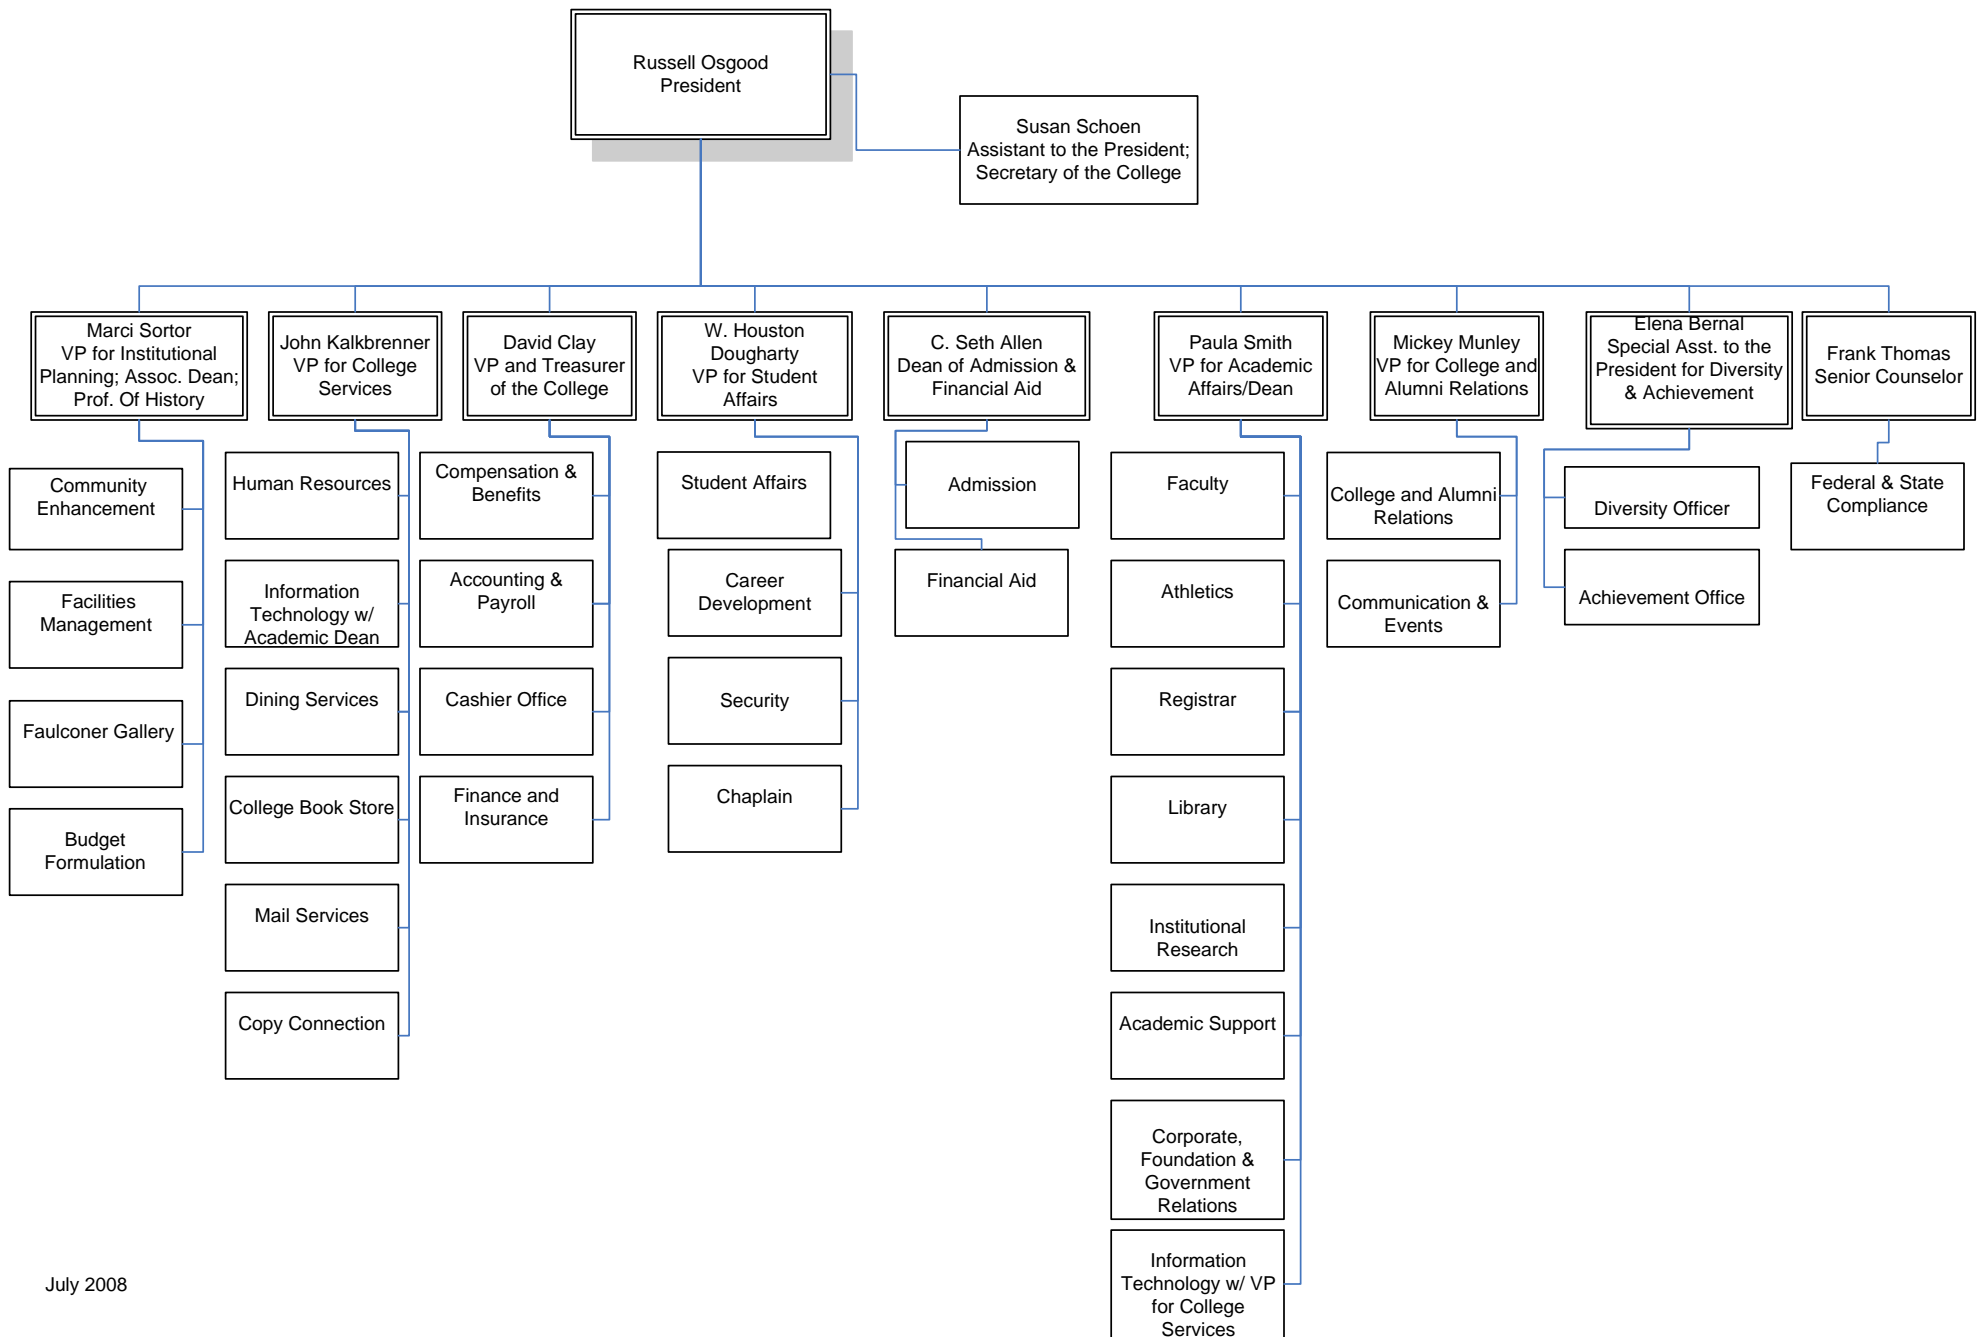 Russell Osgood
President
Susan Schoen
Assistant to the President;
Secretary of the College
Marci Sortor
VP for Institutional
Planning; Assoc. Dean;
Prof. Of History
John Kalkbrenner
VP for College
Services
David Clay
VP and Treasurer
of the College
W. Houston
Dougharty
VP for Student
Affairs
C. Seth Allen
Dean of Admission &
Financial Aid
Paula Smith
VP for Academic
Affairs/Dean
Mickey Munley
VP for College and
Alumni Relations
Elena Bernal
Special Asst. to the
President for Diversity
& Achievement
Frank Thomas
Senior Counselor
Community
Enhancement
Facilities
Management
Faulconer Gallery
Budget
Formulation
Human Resources
Information
Technology w/
Academic Dean
Dining Services
College Book Store
Mail Services
Copy Connection
Compensation &
Benefits
Accounting &
Payroll
Cashier Office
Finance and
Insurance
Student Affairs
Career
Development
Security
Chaplain
Admission
Financial Aid
Faculty
Athletics
Registrar
Library
Institutional
Research
Academic Support
Corporate,
Foundation &
Government
Relations
Information
Technology w/ VP
for College
Services
College and Alumni
Relations
Communication &
Events
Diversity Officer
Achievement Office
Federal & State
Compliance
July 2008